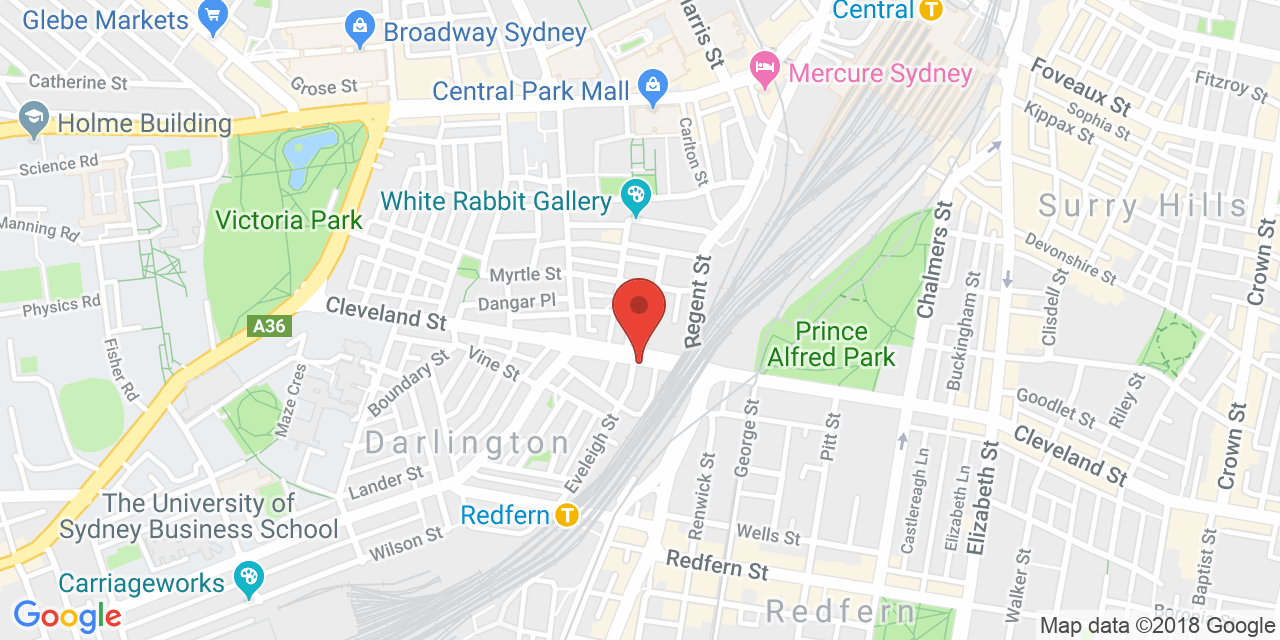 Glebe Markets
Broadway Sydney
Harris St
Central T
Mercure Sydney
Foveaux St
Fitzroy St
Catherine St
Grose St
Central Park Mall
Kippax St
Sophia St
Holme Building
Carlton St
Science Rd
White Rabbit Gallery
Victoria Park
Surry Hills
Manning Rd
Chalmers St
Devonshire St
Crown St
Myrtle St
Regent St
Dangar Pl
Physics Rd
Cleveland St
A36
Buckingham St
Clisdell St
Prince
Alfred Park
Fisher Rd
Boundary St
Vine St
Maze Cres
Goodlet St
Riley St
Darlington
Eveleigh St
George St
Pitt St
Cleveland St
Crown St
Lander St
Renwick St
Castlereagh Ln
Elizabeth Ln
Elizabeth St
The University of
Sydney Business School
Redfern T
Wilson St
Wells St
Redfern St
Walker St
Baptist St
Carriageworks
Redfern
Google
Map data ©2018 Google